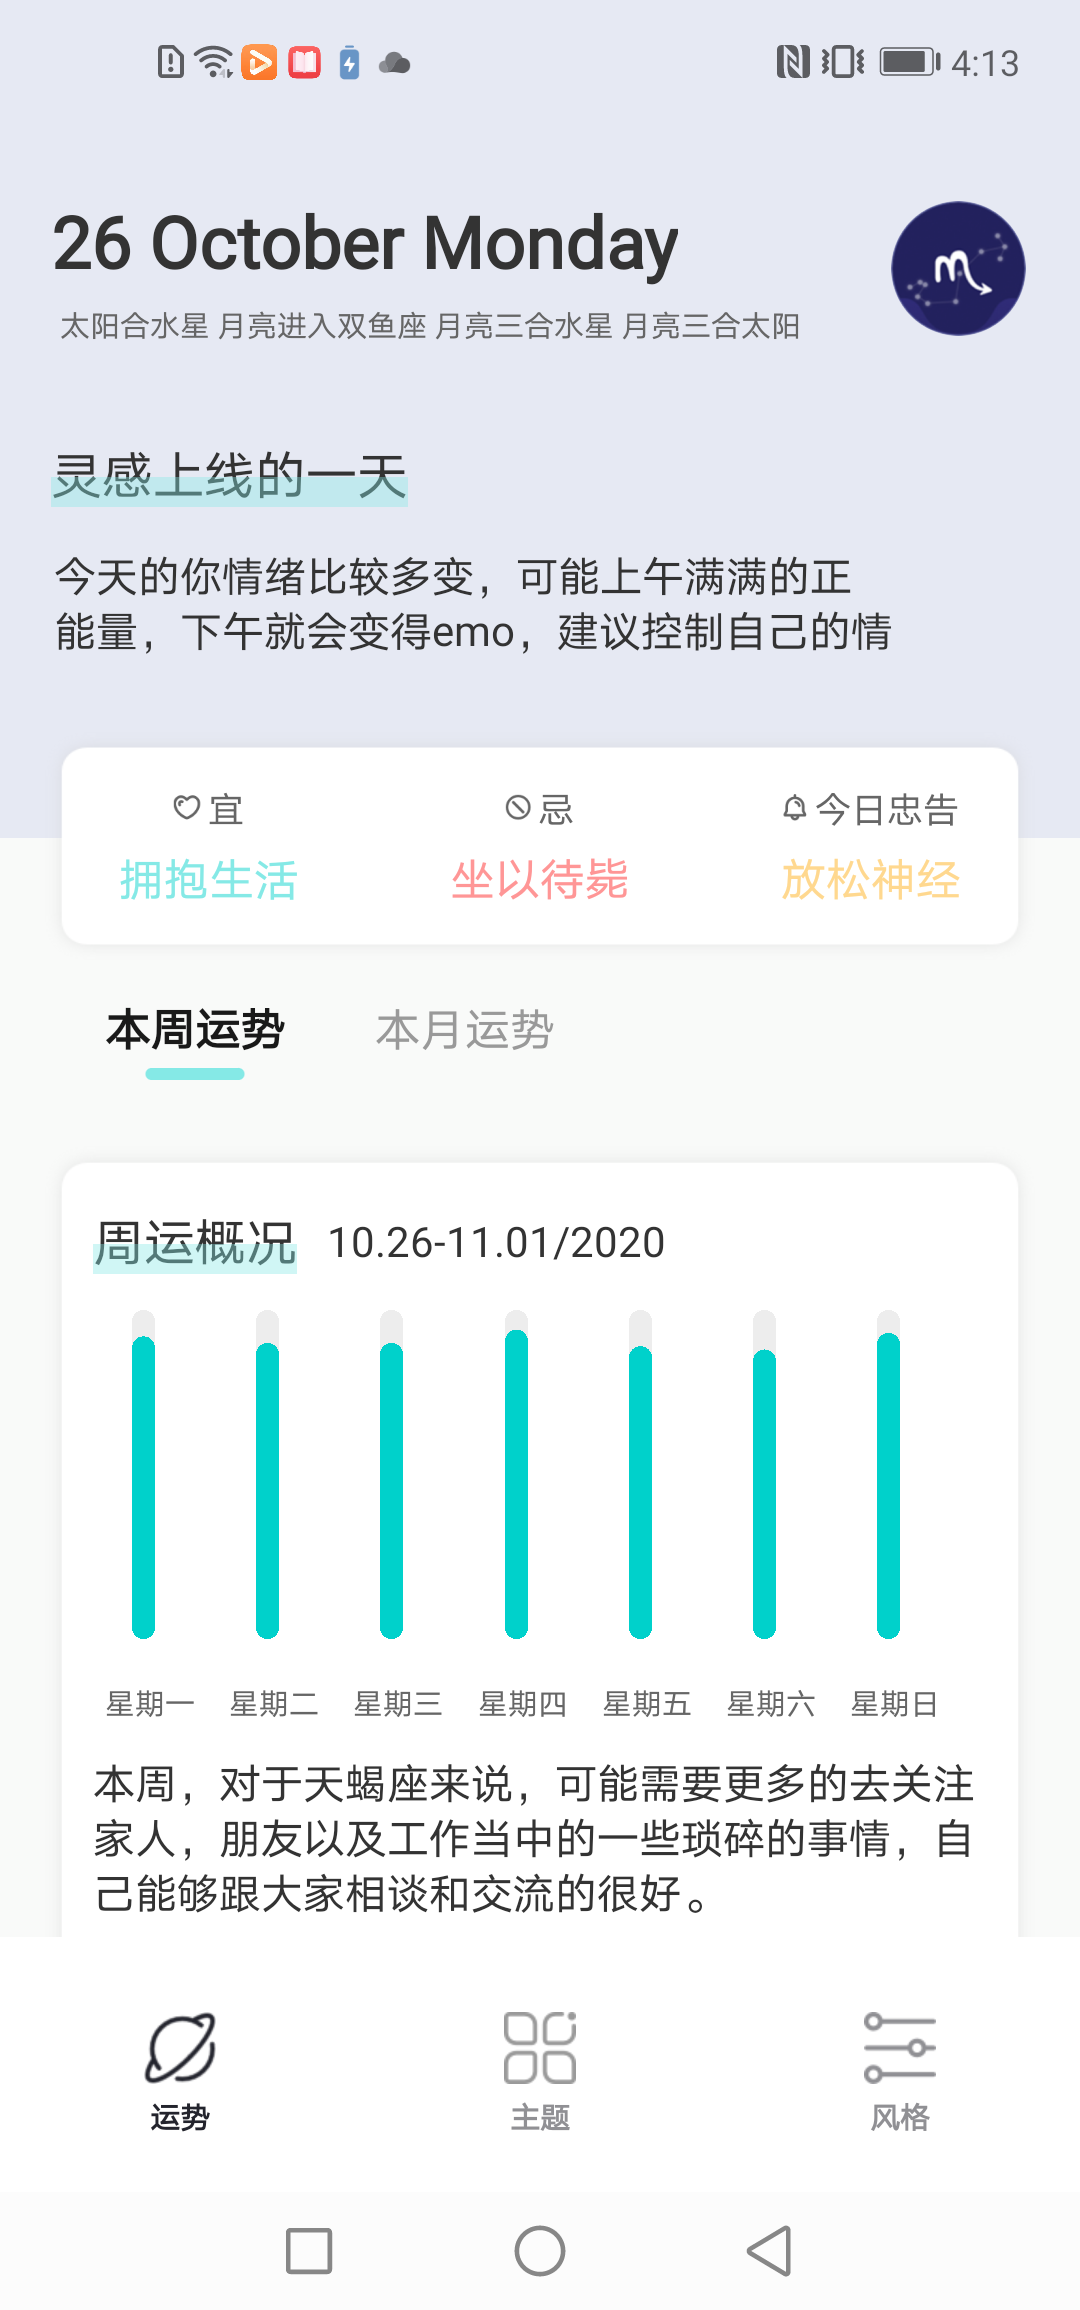 4:13
26 October Monday
太阳合水星 月亮进入双鱼座 月亮三合水星 月亮三合太阳
灵感上线的一天
今天的你情绪比较多变，可能上午满满的正
能量，下午就会变得emo，建议控制自己的情
宜 忌 今日忠告
拥抱生活 坐以待毙 放松神经
本周运势 本月运势
周运概况 10.26-11.01/2020
星期一 星期二 星期三 星期四 星期五 星期六 星期日
本周，对于天蝎座来说，可能需要更多的去关注
家人，朋友以及工作当中的一些琐碎的事情，自
己能够跟大家相谈和交流的很好。
运势 主题 风格